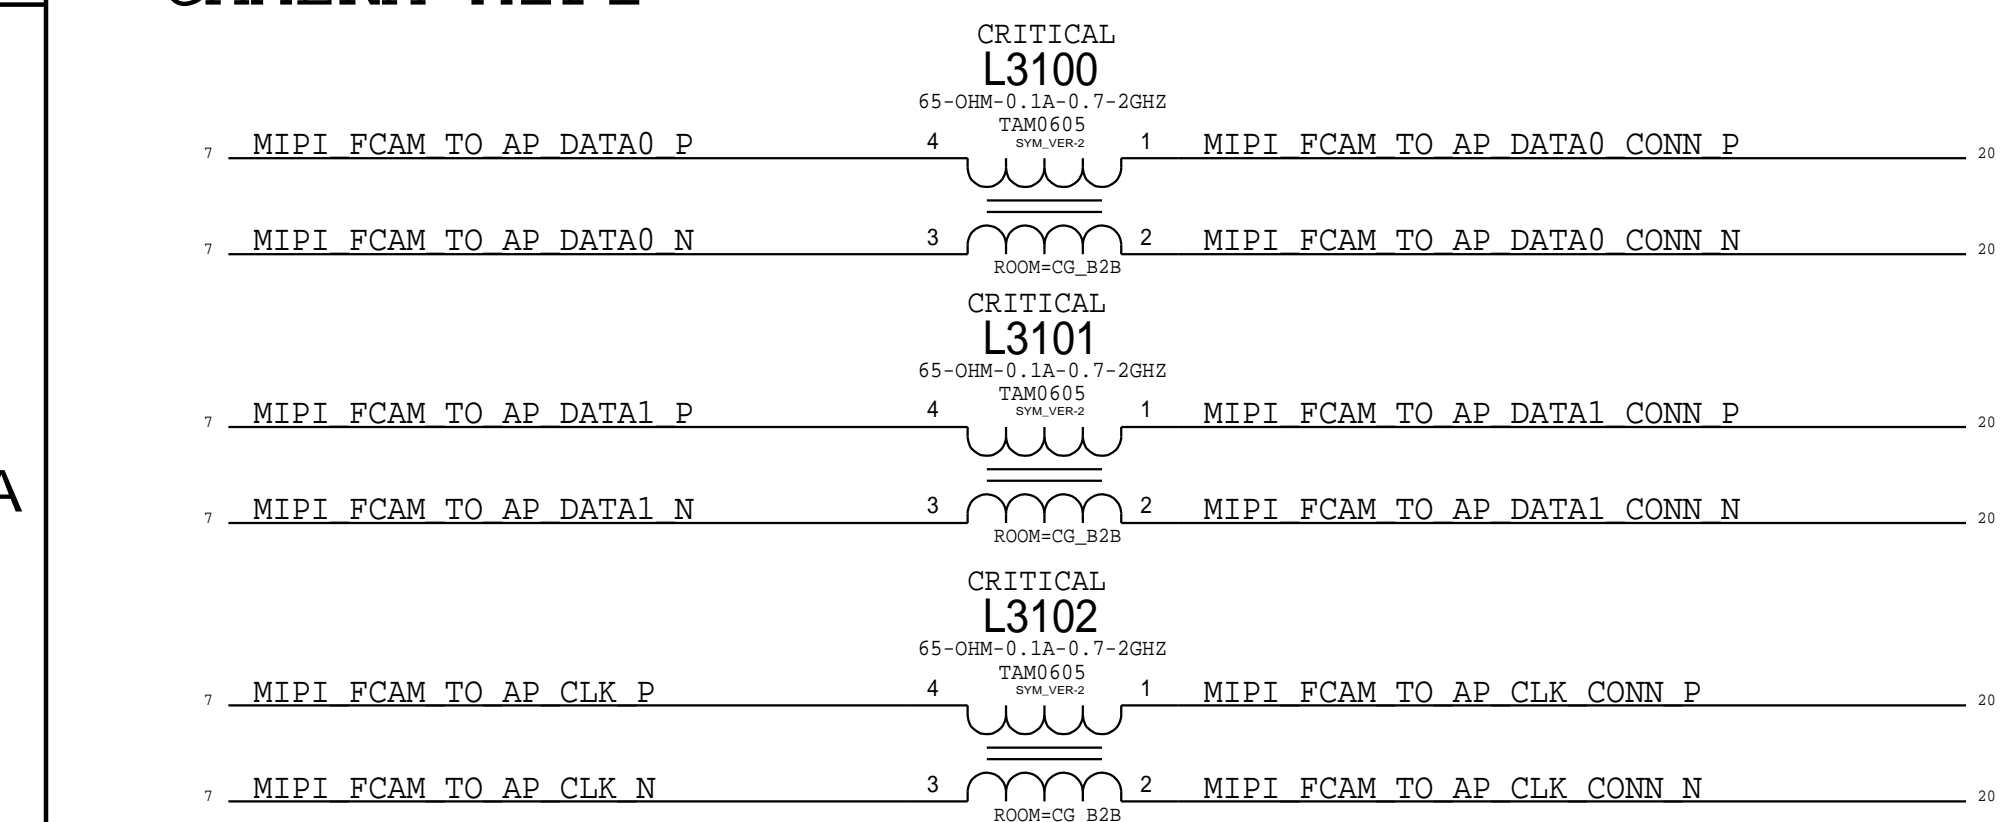 CRITICAL
L3100
65-OHM-0.1A-0.7-2GHZ
TAM0605
SYM_VER-2
7 MIPI_FCAM_TO_AP_DATA0_P 4 1 MIPI_FCAM_TO_AP_DATA0_CONN_P 20
7 MIPI_FCAM_TO_AP_DATA0_N 3 2 MIPI_FCAM_TO_AP_DATA0_CONN_N 20
ROOM=CG_B2B
CRITICAL
L3101
65-OHM-0.1A-0.7-2GHZ
TAM0605
SYM_VER-2
7 MIPI_FCAM_TO_AP_DATA1_P 4 1 MIPI_FCAM_TO_AP_DATA1_CONN_P 20
A
7 MIPI_FCAM_TO_AP_DATA1_N 3 2 MIPI_FCAM_TO_AP_DATA1_CONN_N 20
ROOM=CG_B2B
CRITICAL
L3102
65-OHM-0.1A-0.7-2GHZ
TAM0605
SYM_VER-2
7 MIPI_FCAM_TO_AP_CLK_P 4 1 MIPI_FCAM_TO_AP_CLK_CONN_P 20
7 MIPI_FCAM_TO_AP_CLK_N 3 2 MIPI_FCAM_TO_AP_CLK_CONN_N 20
ROOM=CG_B2B